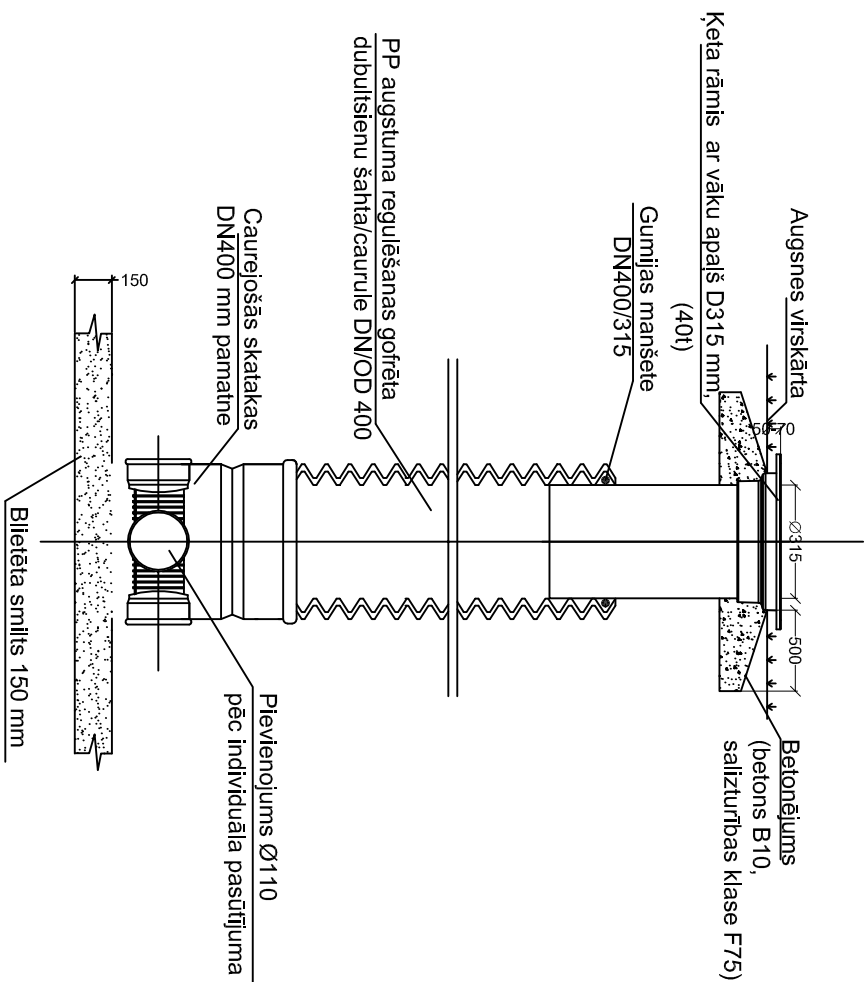 Augsnes virskārta
Ķeta rāmis ar vāku apaļš D315 mm,
(40t)
Gumijas manšete
DN400/315
PP augstuma regulēšanas gofrēta
dubultsienu šahta/caurule DN/OD 400
Caurejošās skatakas
DN400 mm pamatne
150
50-70
Ø315
500
Betonējums
(betons B10,
salizturības klase F75)
Pievienojums Ø110
pēc individuāla pasūtījuma
Blietēta smilts 150 mm